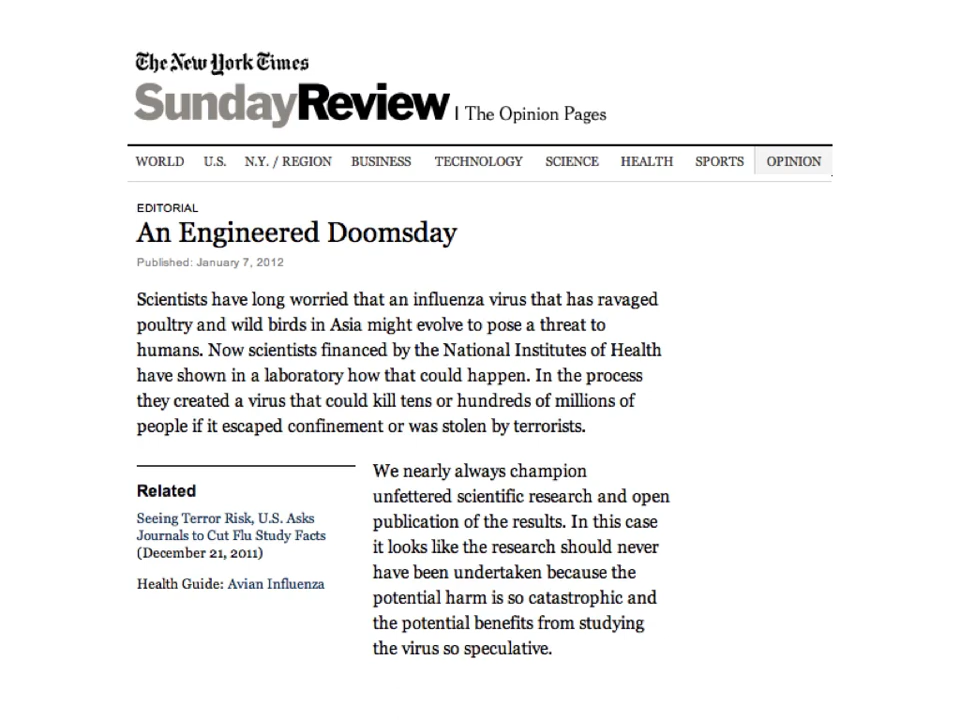 The New York Times
SundayReview | The Opinion Pages
WORLD U.S. N.Y. / REGION BUSINESS TECHNOLOGY SCIENCE HEALTH SPORTS OPINION
EDITORIAL
An Engineered Doomsday
Published: January 7, 2012
Scientists have long worried that an influenza virus that has ravaged
poultry and wild birds in Asia might evolve to pose a threat to
humans. Now scientists financed by the National Institutes of Health
have shown in a laboratory how that could happen. In the process
they created a virus that could kill tens or hundreds of millions of
people if it escaped confinement or was stolen by terrorists.
Related
Seeing Terror Risk, U.S. Asks
Journals to Cut Flu Study Facts
(December 21, 2011)
Health Guide: Avian Influenza
We nearly always champion
unfettered scientific research and open
publication of the results. In this case
it looks like the research should never
have been undertaken because the
potential harm is so catastrophic and
the potential benefits from studying
the virus so speculative.